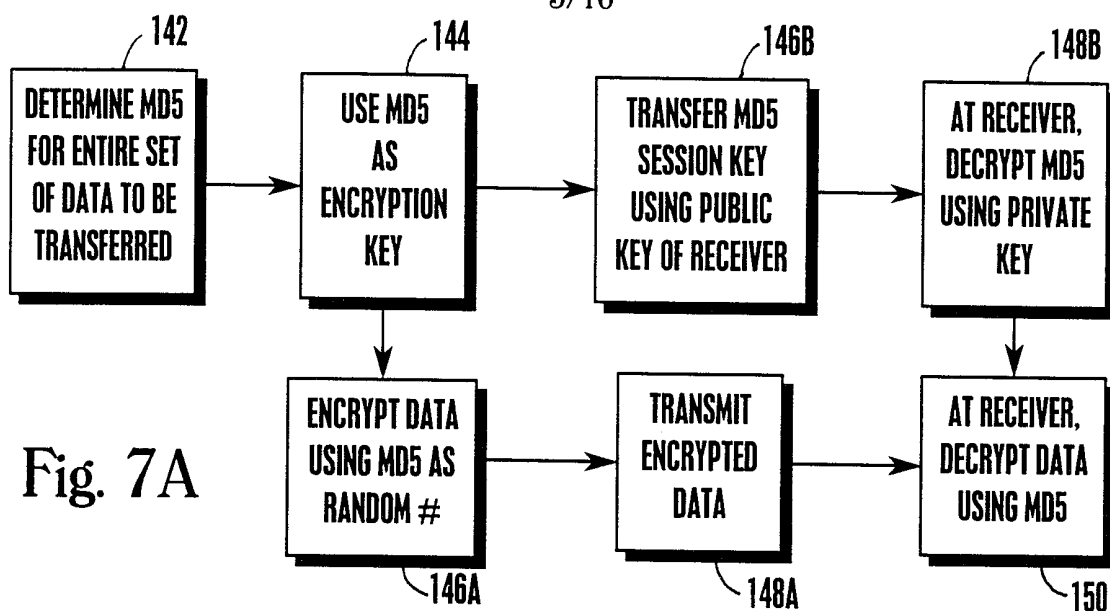 142
144
146B
148B
DETERMINE MD5
FOR ENTIRE SET
OF DATA TO BE
TRANSFERRED
USE MD5
AS
ENCRYPTION
KEY
TRANSFER MD5
SESSION KEY
USING PUBLIC
KEY OF RECEIVER
AT RECEIVER,
DECRYPT MD5
USING PRIVATE
KEY
Fig. 7A
ENCRYPT DATA
USING MD5 AS
RANDOM #
TRANSMIT
ENCRYPTED
DATA
AT RECEIVER,
DECRYPT DATA
USING MD5
146A
148A
150